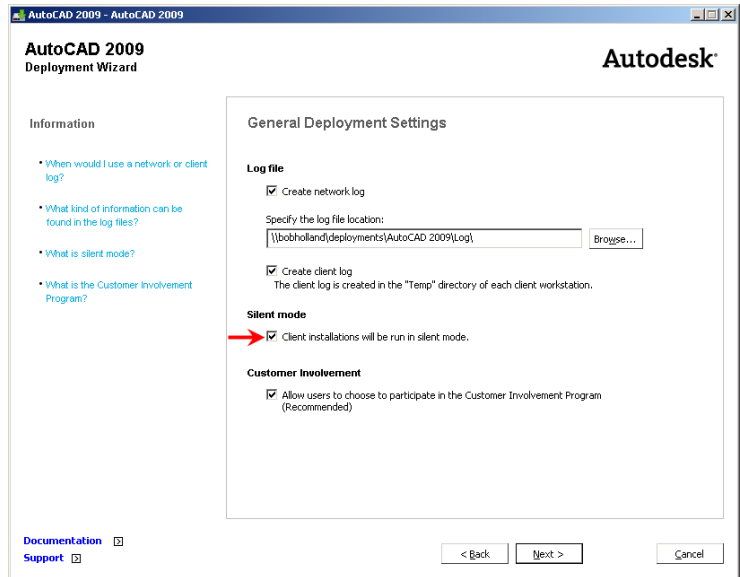 AutoCAD 2009 - AutoCAD 2009
AutoCAD 2009
Deployment Wizard
Autodesk
Information
When would I use a network or client
log?
What kind of information can be
found in the log files?
What is silent mode?
What is the Customer Involvement
Program?
General Deployment Settings
Log file
Create network log
Specify the log file location:
\\bobholland\deployments\AutoCAD 2009\Log\
Browse...
Create client log
The client log is created in the "Temp" directory of each client workstation.
Silent mode
Client installations will be run in silent mode.
Customer Involvement
Allow users to choose to participate in the Customer Involvement Program
(Recommended)
Documentation
Support
< Back
Next >
Cancel